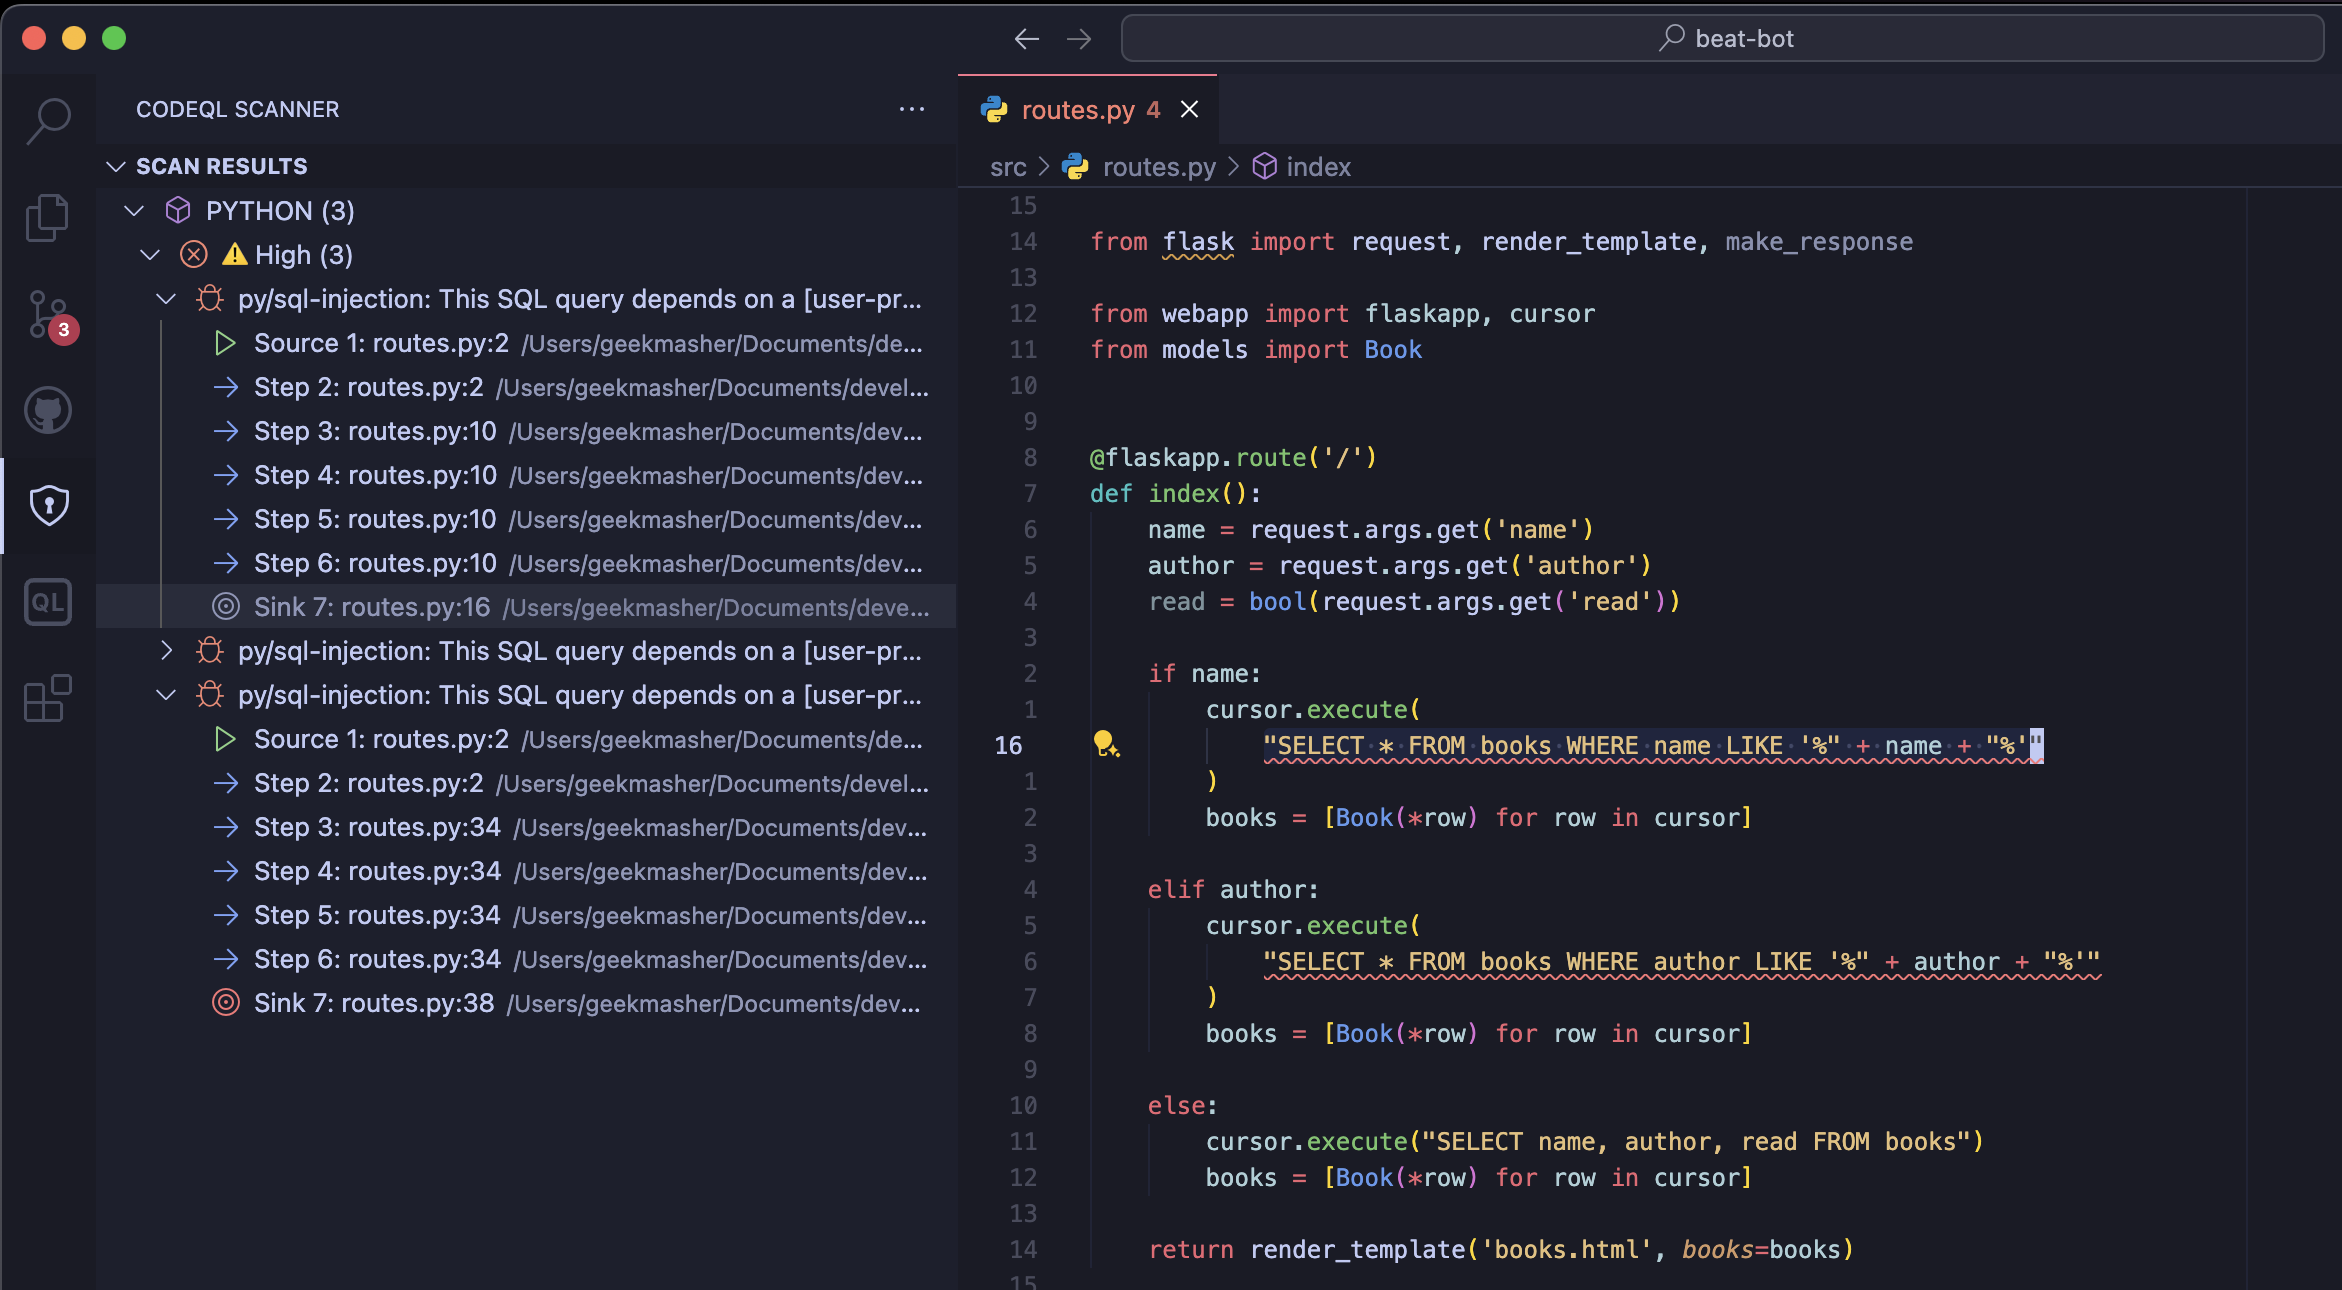 beat-bot
CODEQL SCANNER
SCAN RESULTS
PYTHON (3)
High (3)
py/sql-injection: This SQL query depends on a [user-pr...
Source 1: routes.py:2 /Users/geekmasher/Documents/de...
Step 2: routes.py:2 /Users/geekmasher/Documents/devel...
Step 3: routes.py:10 /Users/geekmasher/Documents/dev...
Step 4: routes.py:10 /Users/geekmasher/Documents/dev...
Step 5: routes.py:10 /Users/geekmasher/Documents/dev...
Step 6: routes.py:10 /Users/geekmasher/Documents/dev...
Sink 7: routes.py:16 /Users/geekmasher/Documents/deve...
py/sql-injection: This SQL query depends on a [user-pr...
py/sql-injection: This SQL query depends on a [user-pr...
Source 1: routes.py:2 /Users/geekmasher/Documents/de...
Step 2: routes.py:2 /Users/geekmasher/Documents/devel...
Step 3: routes.py:34 /Users/geekmasher/Documents/dev...
Step 4: routes.py:34 /Users/geekmasher/Documents/dev...
Step 5: routes.py:34 /Users/geekmasher/Documents/dev...
Step 6: routes.py:34 /Users/geekmasher/Documents/dev...
Sink 7: routes.py:38 /Users/geekmasher/Documents/dev...
3
QL
routes.py 4
src > routes.py > index
15
14 from flask import request, render_template, make_response
13
12 from webapp import flaskapp, cursor
11 from models import Book
10
9
8 @flaskapp.route('/')
7 def index():
6 name = request.args.get('name')
5 author = request.args.get('author')
4 read = bool(request.args.get('read'))
3
2 if name:
1 cursor.execute(
16 "SELECT * FROM books WHERE name LIKE '%" + name + "%'"
1 )
2 books = [Book(*row) for row in cursor]
3
4 elif author:
5 cursor.execute(
6 "SELECT * FROM books WHERE author LIKE '%" + author + "%'"
7 )
8 books = [Book(*row) for row in cursor]
9
10 else:
11 cursor.execute("SELECT name, author, read FROM books")
12 books = [Book(*row) for row in cursor]
13
14 return render_template('books.html', books=books)
15